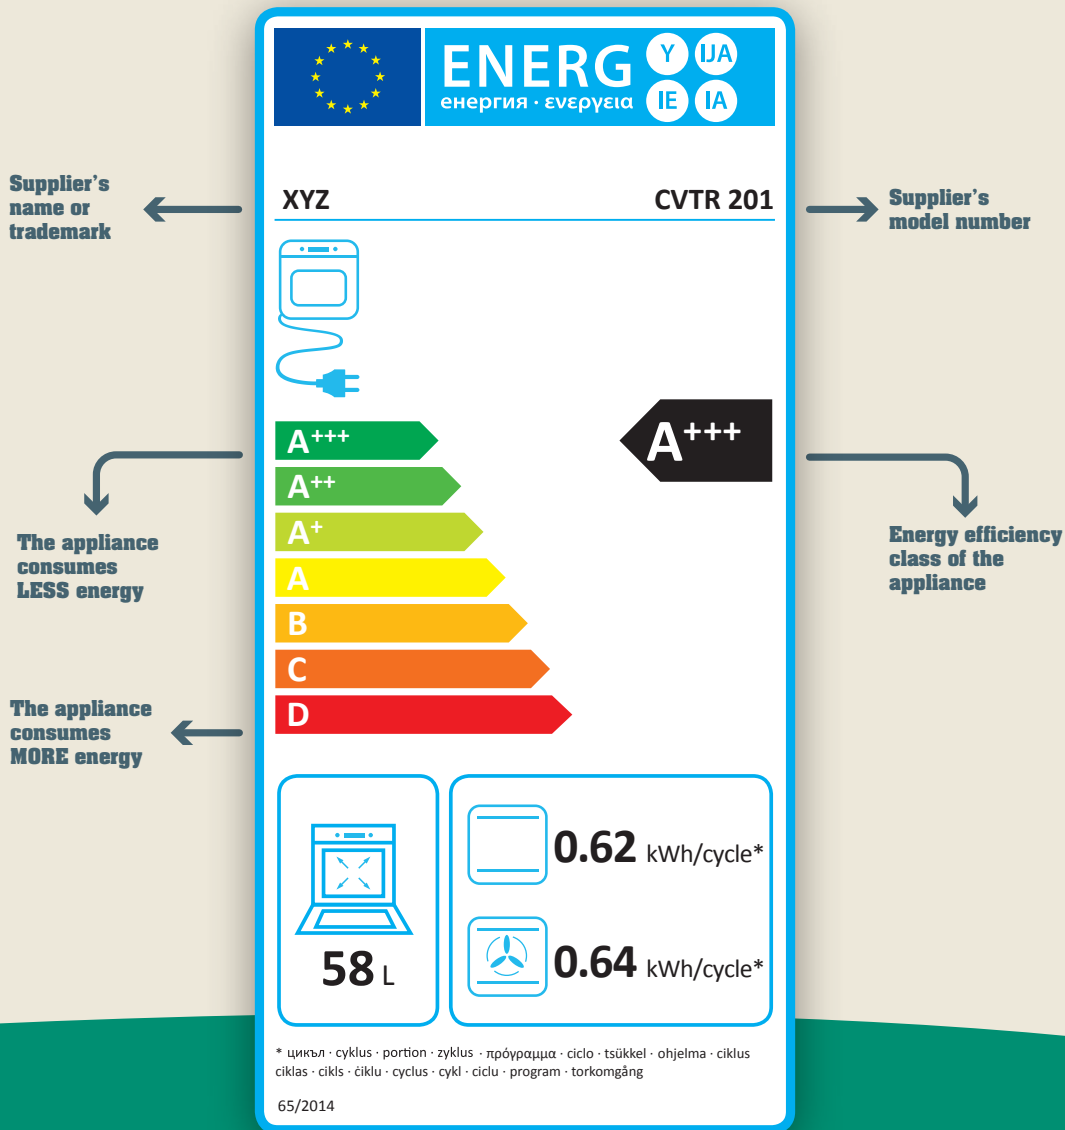 ENERG
енергия · ενεργεια
Y IJA
IE IA
Supplier's
name or
trademark
XYZ
CVTR 201
Supplier's
model number
A+++
A++
A+
A
B
C
D
A+++
The appliance
consumes
LESS energy
Energy efficiency
class of the
appliance
The appliance
consumes
MORE energy
58 L
0.62 kWh/cycle*
0.64 kWh/cycle*
* цикъл · cyklus · portion · zyklus · πρόγραμμα · ciclo · tsükkel · ohjelma · ciklus
ciklas · cikls · ċiklu · cyclus · cykl · ciclu · program · torkomgång
65/2014